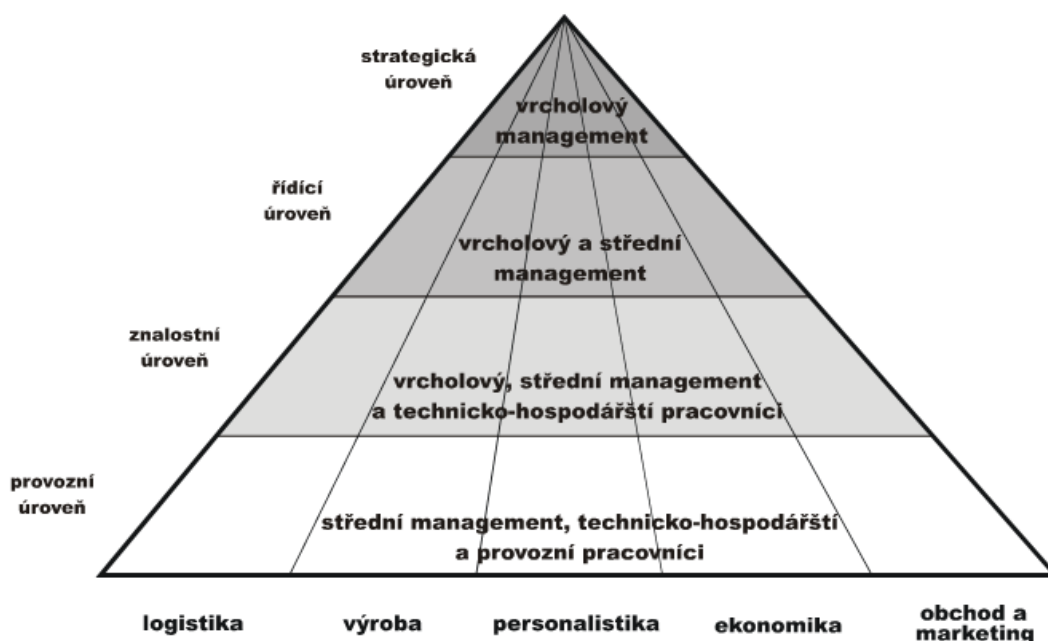 strategická
úroveň
vrcholový
management
řídící
úroveň
vrcholový a střední
management
znalostní
úroveň
vrcholový, střední management
a technicko-hospodářští pracovníci
provozní
úroveň
střední management, technicko-hospodářští
a provozní pracovníci
logistika
výroba
personalistika
ekonomika
obchod a
marketing